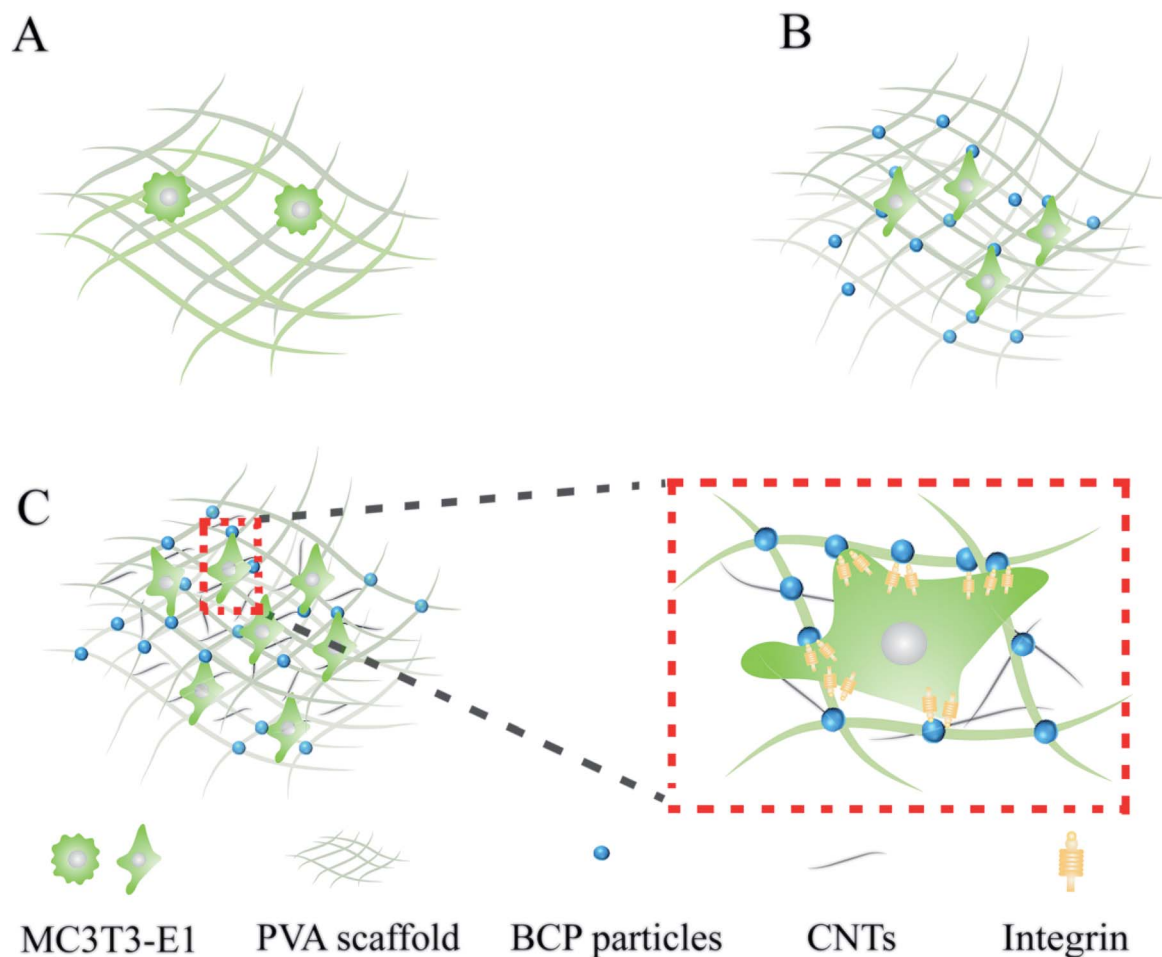 A
B
C
MC3T3-E1
PVA scaffold
BCP particles
CNTs
Integrin